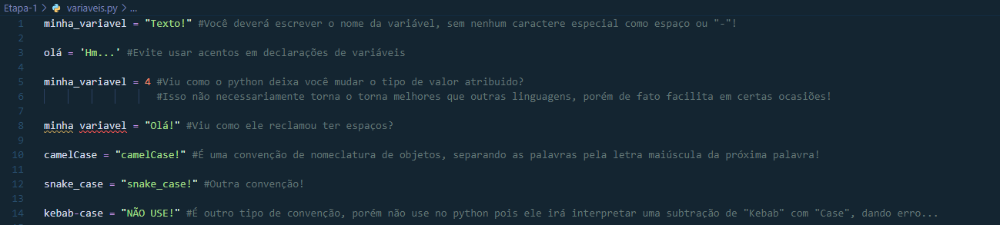 Etapa-1 > variaveis.py > ...
1 minha_variavel = "Texto!" #Você deverá escrever o nome da variável, sem nenhum caractere especial como espaço ou "-"!
2
3 olá = 'Hm...' #Evite usar acentos em declarações de variáveis
4
5 minha_variavel = 4 #Viu como o python deixa você mudar o tipo de valor atribuido?
6 #Isso não necessariamente torna o torna melhores que outras linguagens, porém de fato facilita em certas ocasiões!
7
8 minha variavel = "Olá!" #Viu como ele reclamou ter espaços?
9
10 camelCase = "camelCase!" #É uma convenção de nomeclatura de objetos, separando as palavras pela letra maiúscula da próxima palavra!
11
12 snake_case = "snake_case!" #Outra convenção!
13
14 kebab-case = "NÃO USE!" #É outro tipo de convenção, porém não use no python pois ele irá interpretar uma subtração de "Kebab" com "Case", dando erro...